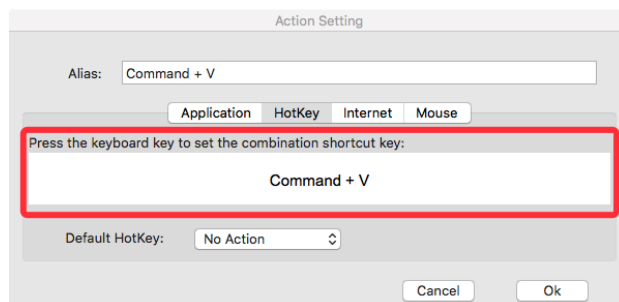 Action Setting
Alias: Command + V
Application HotKey Internet Mouse
Press the keyboard key to set the combination shortcut key:
Command + V
Default HotKey: No Action
Cancel Ok